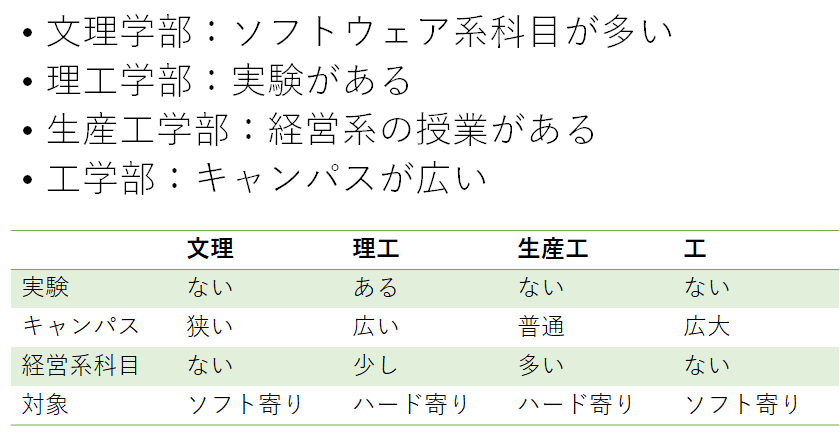 • 文理学部：ソフトウェア系科目が多い
• 理工学部：実験がある
• 生産工学部：経営系の授業がある
• 工学部：キャンパスが広い
文理 理工 生産工 工
実験 ない ある ない ない
キャンパス 狭い 広い 普通 広大
経営系科目 ない 少し 多い ない
対象 ソフト寄り ハード寄り ハード寄り ソフト寄り